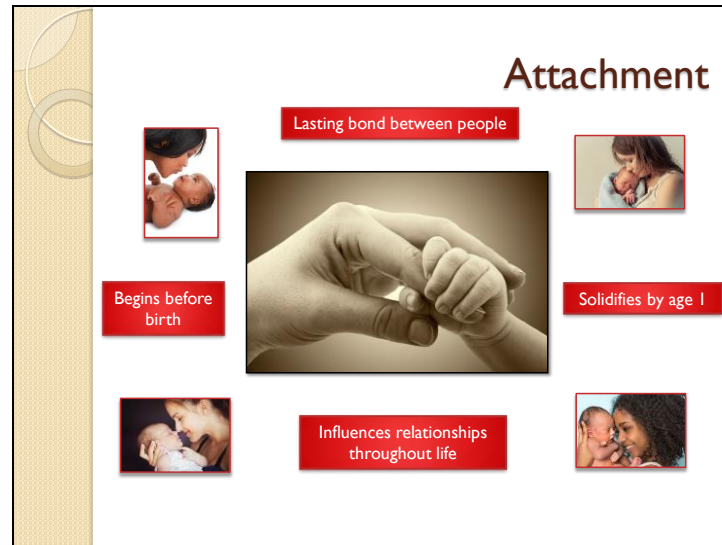 Attachment
Lasting bond between people
Begins before
birth
Solidifies by age 1
Influences relationships
throughout life